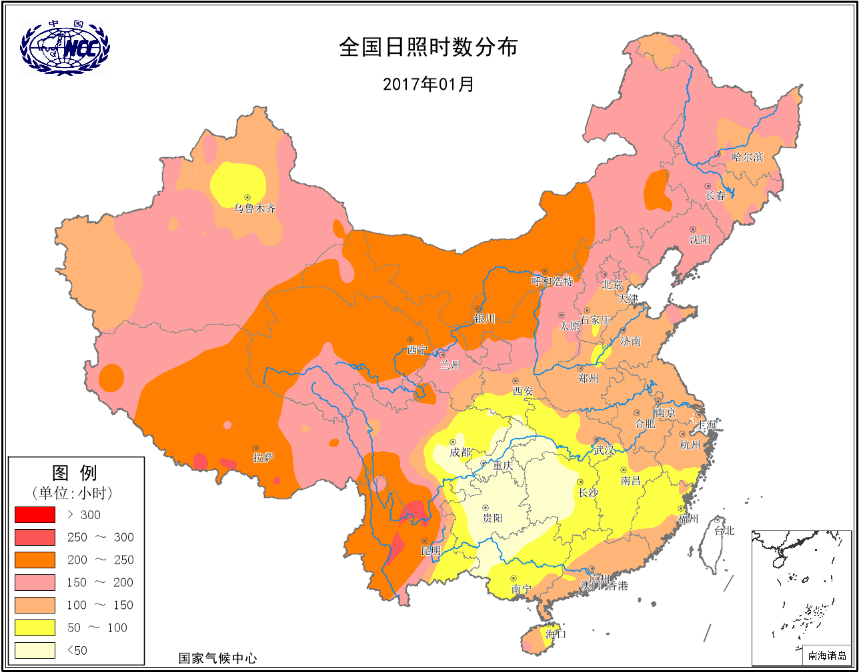 中国
NCC
全国日照时数分布
2017年01月
哈尔滨
长春
乌鲁木齐
沈阳
呼和浩特
北京
天津
银川
石家庄
太原
西宁
济南
兰州
郑州
西安
南京
合肥
上海
杭州
成都
武汉
拉萨
重庆
南昌
长沙
贵阳
福州
台北
昆明
广州
澳门
香港
南宁
海口
图 例
(单位:小时)
> 300
250 ～ 300
200 ～ 250
150 ～ 200
100 ～ 150
50 ～ 100
<50
南海诸岛
国家气候中心